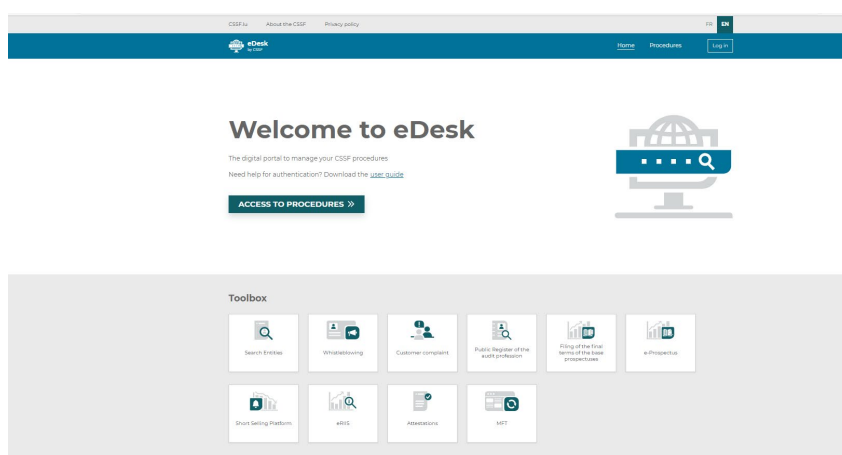 CSSF.lu About the CSSF Privacy policy FR EN
eDesk
by CSSF
Home Procedures Log in
Welcome to eDesk
The digital portal to manage your CSSF procedures
Need help for authentication? Download the user guide
ACCESS TO PROCEDURES »
Toolbox
Search Entities
Whistleblowing
Customer complaint
Public Register of the
audit profession
Filing of the final
terms of the base
prospectuses
e-Prospectus
Short Selling Platform
eRIIS
Attestations
MFT